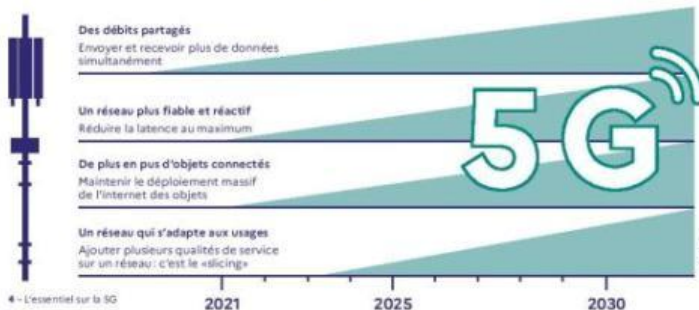 Des débits partagés
Envoyer et recevoir plus de données
simultanément
Un réseau plus fiable et réactif
Réduire la latence au maximum
De plus en pus d'objets connectés
Maintenir le déploiement massif
de l'internet des objets
Un réseau qui s'adapte aux usages
Ajouter plusieurs qualités de service
sur un réseau : c'est le «slicing»
5G
4 - L'essentiel sur la 5G
2021 2025 2030